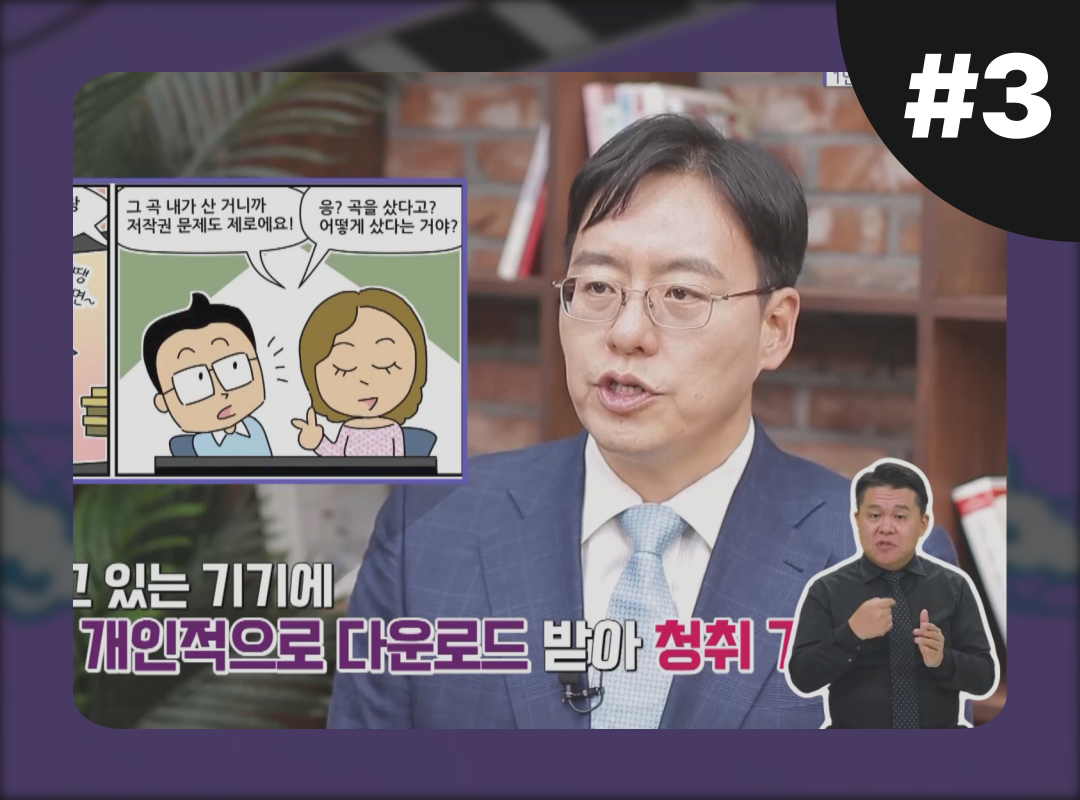 #3
그 곡 내가 산 거니까
저작권 문제도 제로에요!
응? 곡을 샀다고?
어떻게 샀다는 거야?
있는 기기에
개인적으로 다운로드 받아 청취